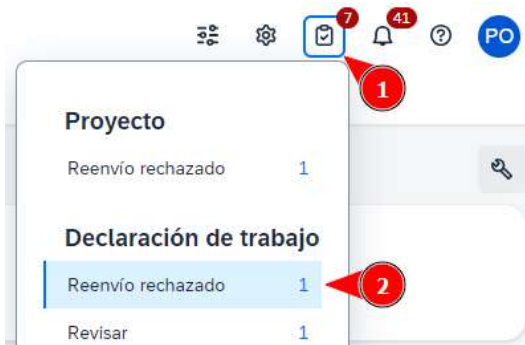 7
41
PO
1
Proyecto
Reenvío rechazado 1
Declaración de trabajo
Reenvío rechazado 1
2
Revisar 1